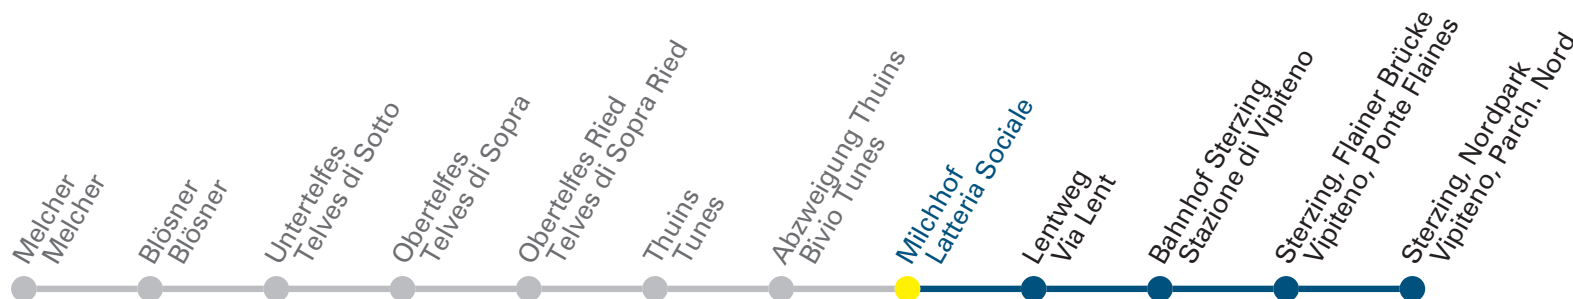 Melcher
Melcher
Blösner
Blösner
Untertelfes
Telves di Sotto
Obertelfes
Telves di Sopra
Obertelfes Ried
Telves di Sopra Ried
Thuins
Tunes
Abzweigung Thuins
Bivio Tunes
Milchhof
Latteria Sociale
Lentweg
Via Lent
Bahnhof Sterzing
Stazione di Vipiteno
Sterzing, Flainer Brücke
Vipiteno, Ponte Flaines
Sterzing, Nordpark
Vipiteno, Parch. Nord